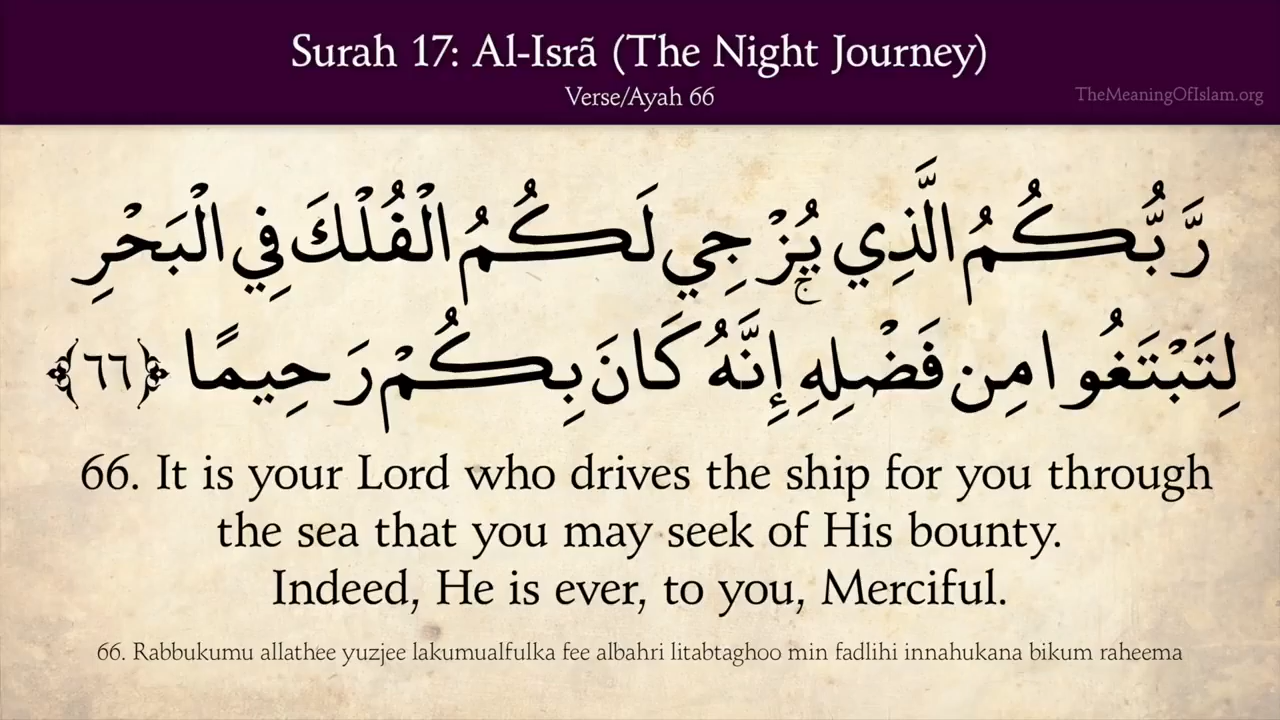 Surah 17: Al-Isrã (The Night Journey)
Verse/Ayah 66
TheMeaningOfIslam.org
رَّبُّكُمُ الَّذِي يُزْجِي لَكُمُ الْفُلْكَ فِي الْبَحْرِ
لِتَبْتَغُوا مِن فَضْلِهِ ۚ إِنَّهُ كَانَ بِكُمْ رَحِيمًا ﴿٦٦﴾
66. It is your Lord who drives the ship for you through
the sea that you may seek of His bounty.
Indeed, He is ever, to you, Merciful.
66. Rabbukumu allathee yuzjee lakumualfulka fee albahri litabtaghoo min fadlihi innahukana bikum raheema